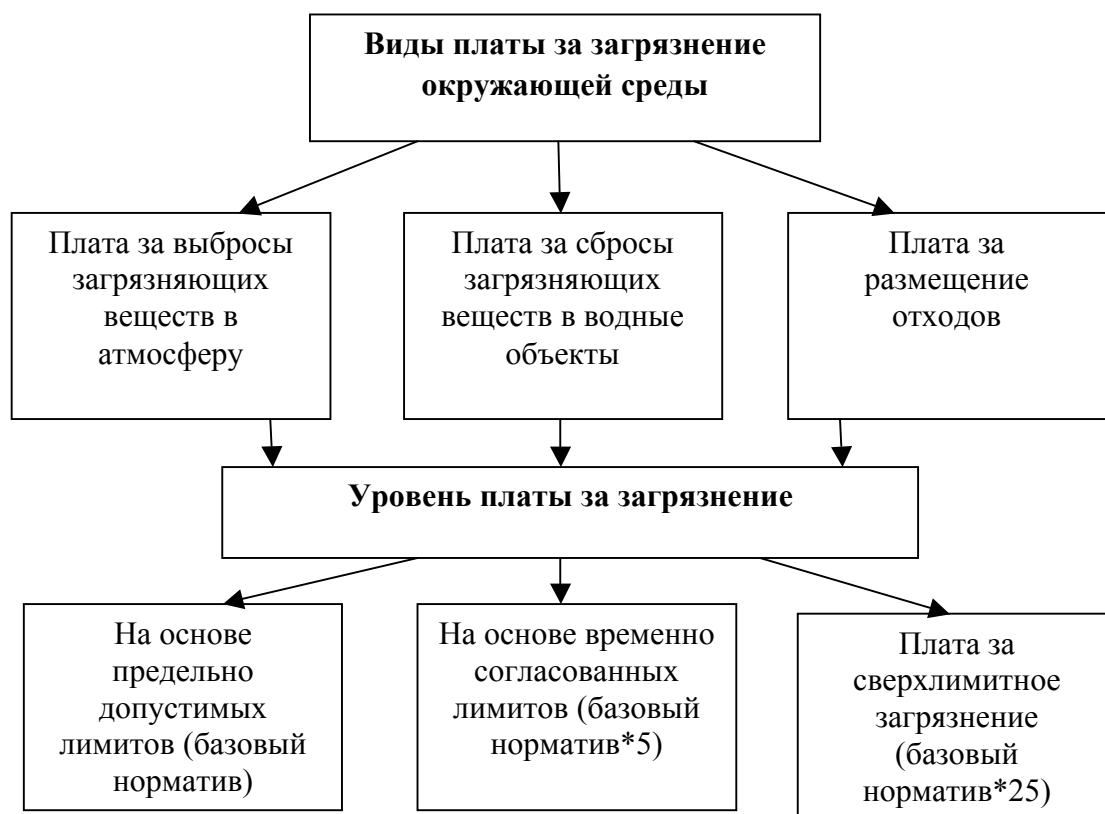 Виды платы за загрязнение
окружающей среды
Плата за выбросы
загрязняющих
веществ в
атмосферу
Плата за сбросы
загрязняющих
веществ в водные
объекты
Плата за
размещение
отходов
Уровень платы за загрязнение
На основе
предельно
допустимых
лимитов (базовый
норматив)
На основе временно
согласованных
лимитов (базовый
норматив*5)
Плата за
сверхлимитное
загрязнение
(базовый
норматив*25)